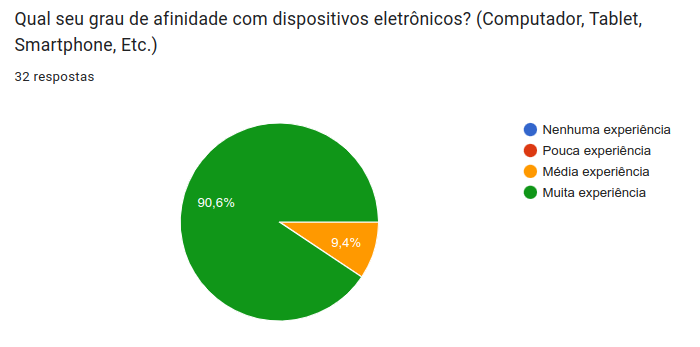 Qual seu grau de afinidade com dispositivos eletrônicos? (Computador, Tablet,
Smartphone, Etc.)
32 respostas
Nenhuma experiência
Pouca experiência
Média experiência
Muita experiência
90,6%
9,4%